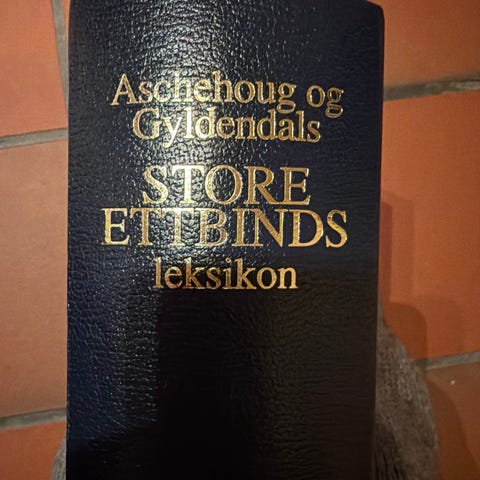 Aschehoug og
Gyldendals
STORE
ETTBINDS
leksikon